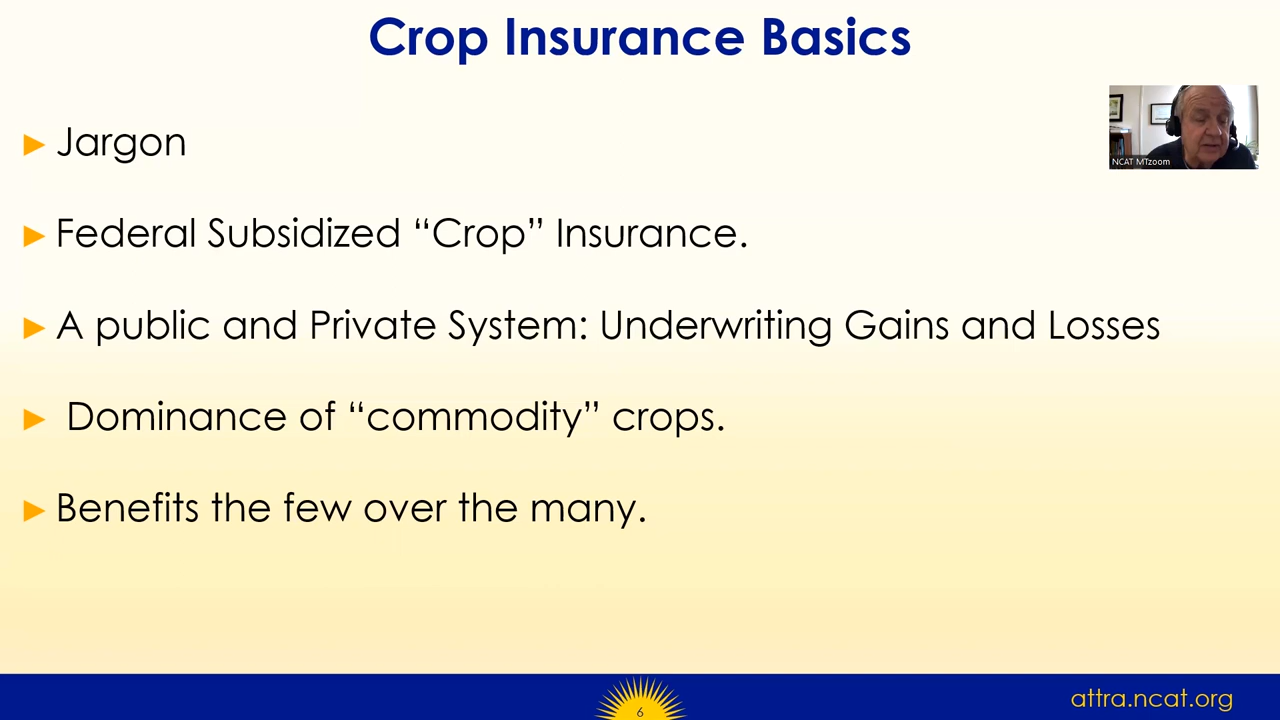 Crop Insurance Basics
Jargon
NCAT MTzoom
Federal Subsidized “Crop” Insurance.
A public and Private System: Underwriting Gains and Losses
Dominance of “commodity” crops.
Benefits the few over the many.
6
attra.ncat.org